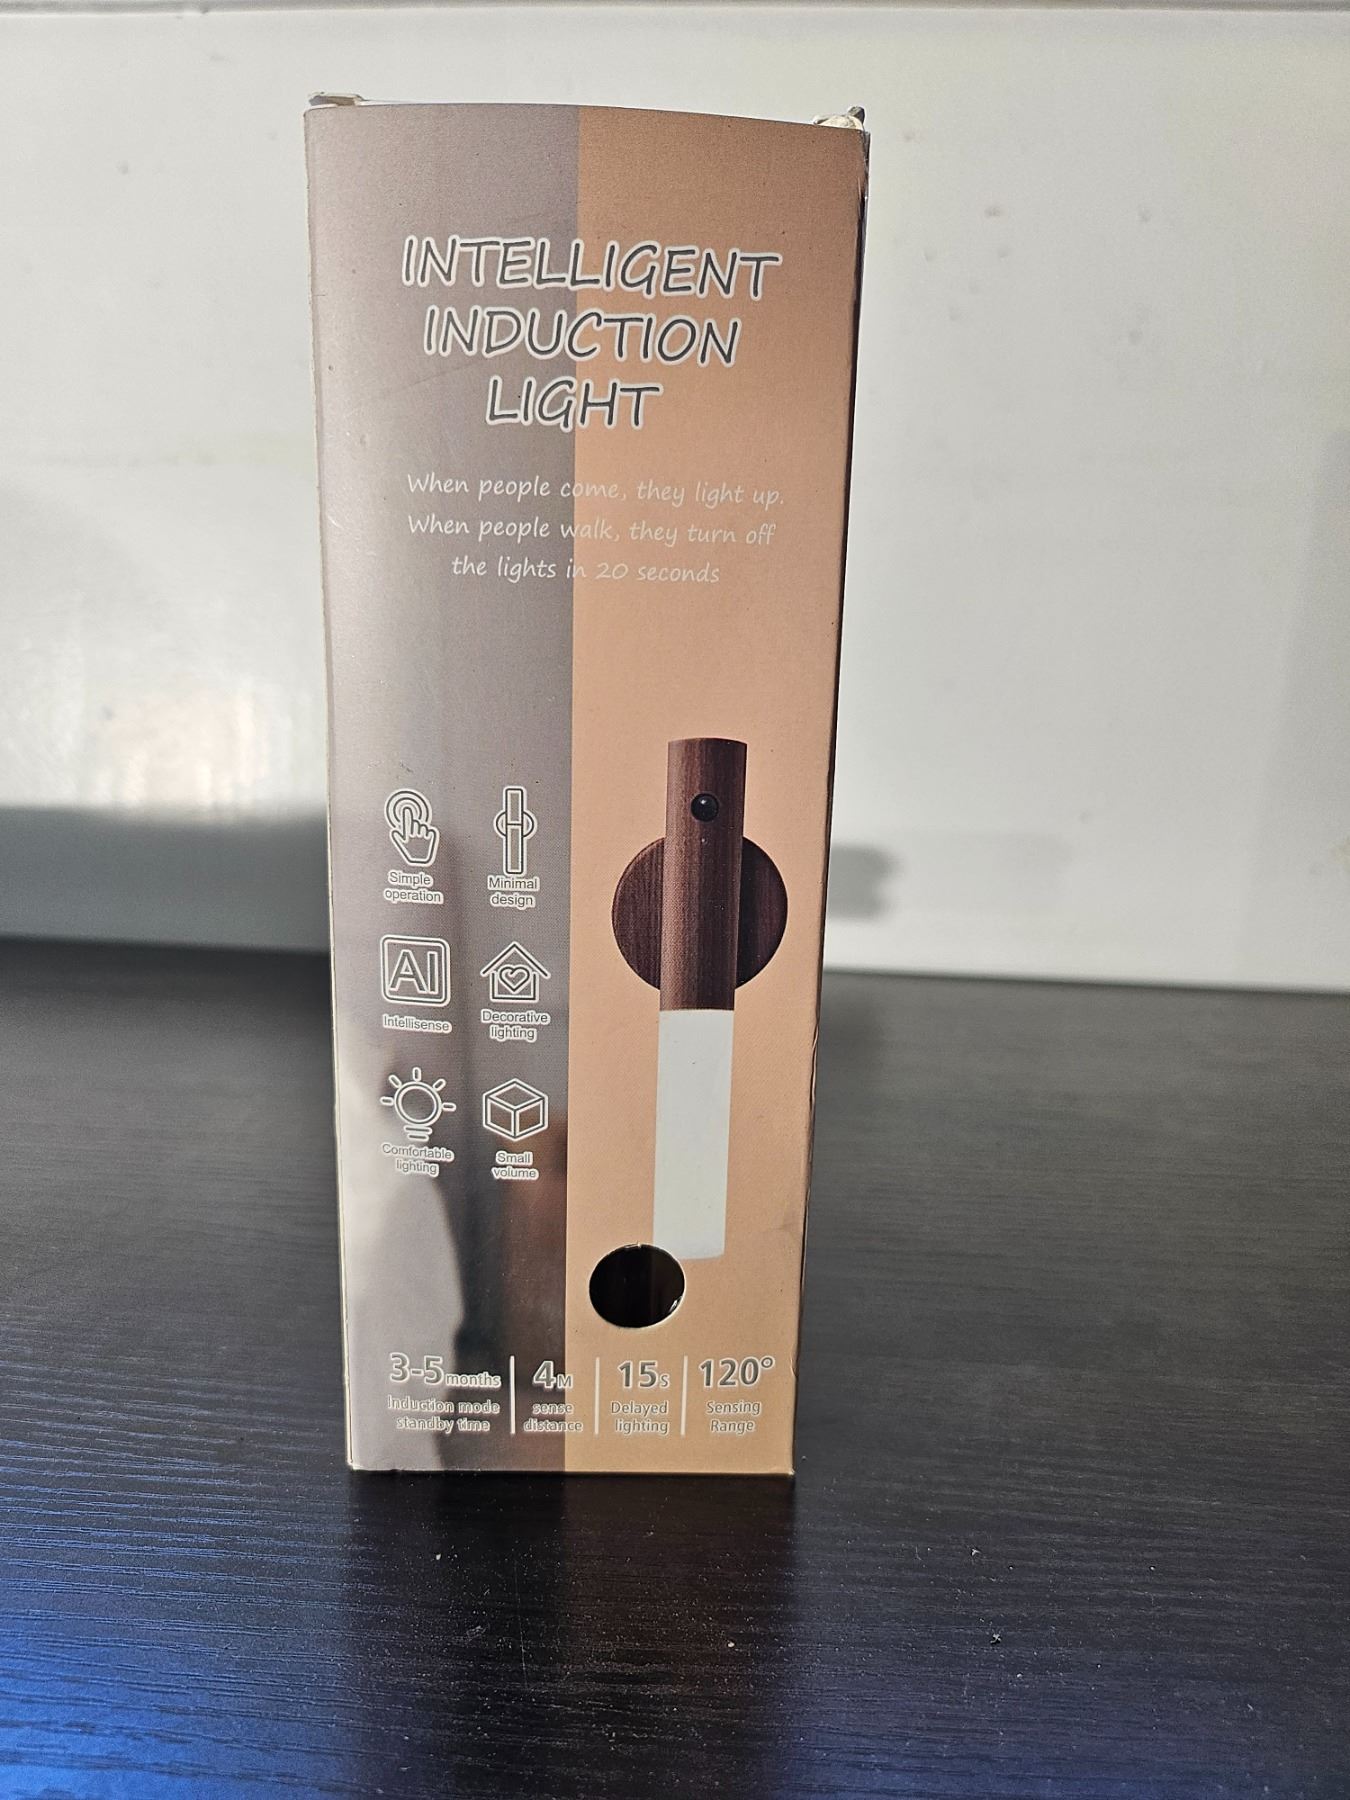 INTELLIGENT
INDUCTION
LIGHT
When people come, they light up.
When people walk, they turn off
the lights in 20 seconds
Simple
operation
Minimal
design
AI
Intellisense
Decorative
lighting
Comfortable
lighting
Small
volume
3-5months
Induction mode
standby time
4M
sense
distance
15S
Delayed
lighting
120°
Sensing
Range